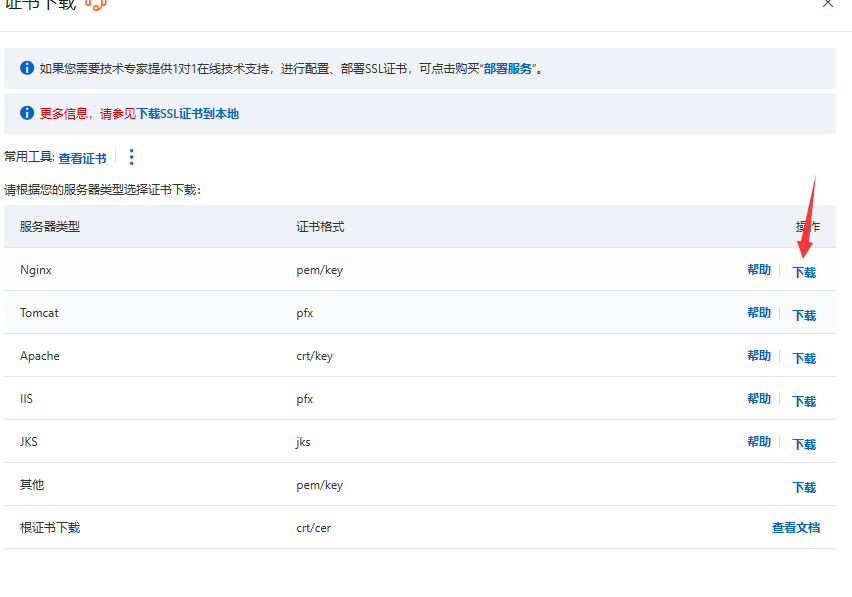 证书下载
如果您需要技术专家提供1对1在线技术支持，进行配置、部署SSL证书，可点击购买“部署服务”。
更多信息，请参见下载SSL证书到本地
常用工具: 查看证书
请根据您的服务器类型选择证书下载：
服务器类型 证书格式 操作
Nginx pem/key 帮助 下载
Tomcat pfx 帮助 下载
Apache crt/key 帮助 下载
IIS pfx 帮助 下载
JKS jks 帮助 下载
其他 pem/key 下载
根证书下载 crt/cer 查看文档